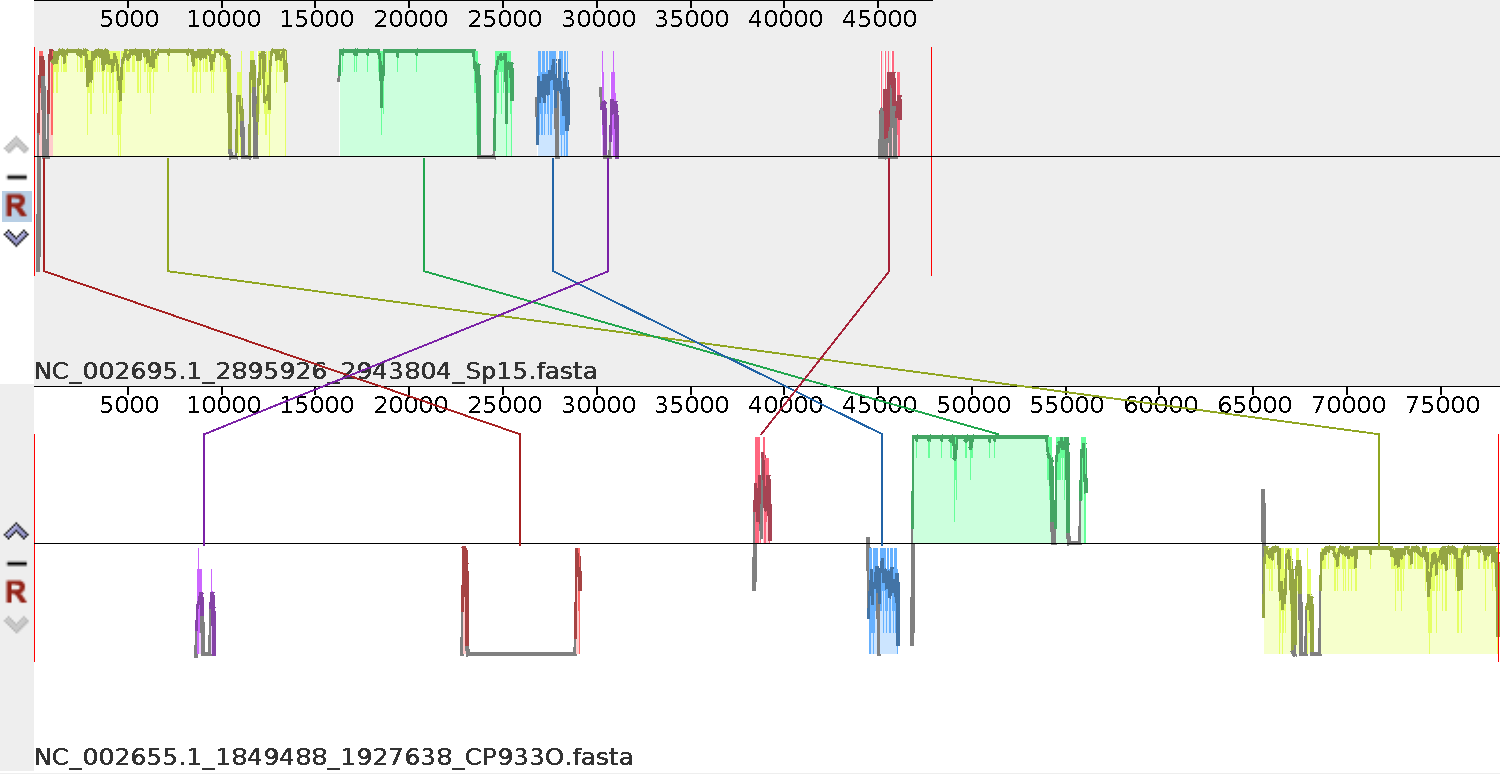 5000 10000 15000 20000 25000 30000 35000 40000 45000
R
NC_002695.1_2895926_2943804_Sp15.fasta
5000 10000 15000 20000 25000 30000 35000 40000 45000 50000 55000 60000 65000 70000 75000
R
NC_002655.1_1849488_1927638_CP933O.fasta